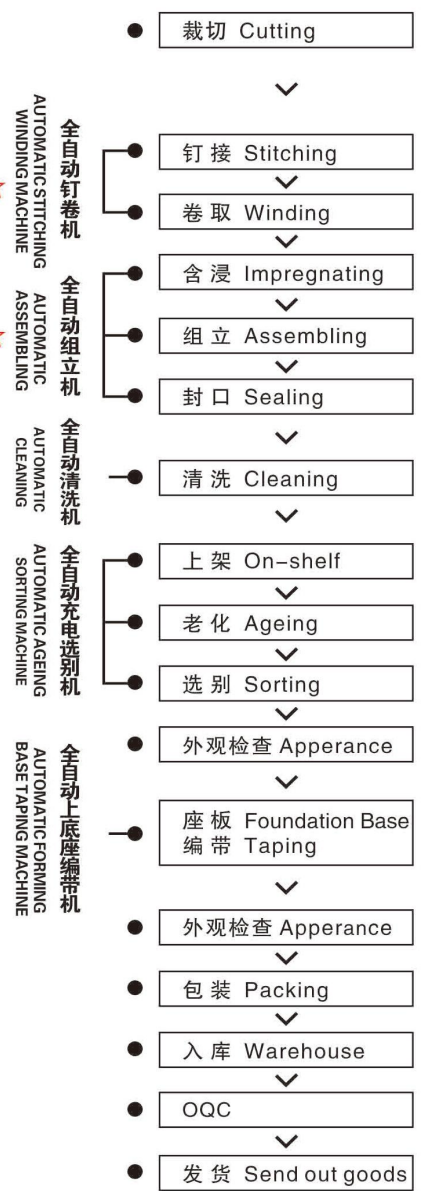 裁切 Cutting
全自动钉卷机
AUTOMATIC STITCHING
WINDING MACHINE
钉接 Stitching
卷取 Winding
全自动组立机
AUTOMATIC
ASSEMBLING
含浸 Impregnating
组立 Assembling
封口 Sealing
全自动清洗机
AUTOMATIC
CLEANING
清洗 Cleaning
全自动充电选别机
AUTOMATIC AGEING
SORTING MACHINE
上架 On-shelf
老化 Ageing
选别 Sorting
外观检查 Apperance
全自动上底座编带机
AUTOMATIC FORMING
BASE TAPING MACHINE
座板 Foundation Base
编带 Taping
外观检查 Apperance
包装 Packing
入库 Warehouse
OQC
发货 Send out goods